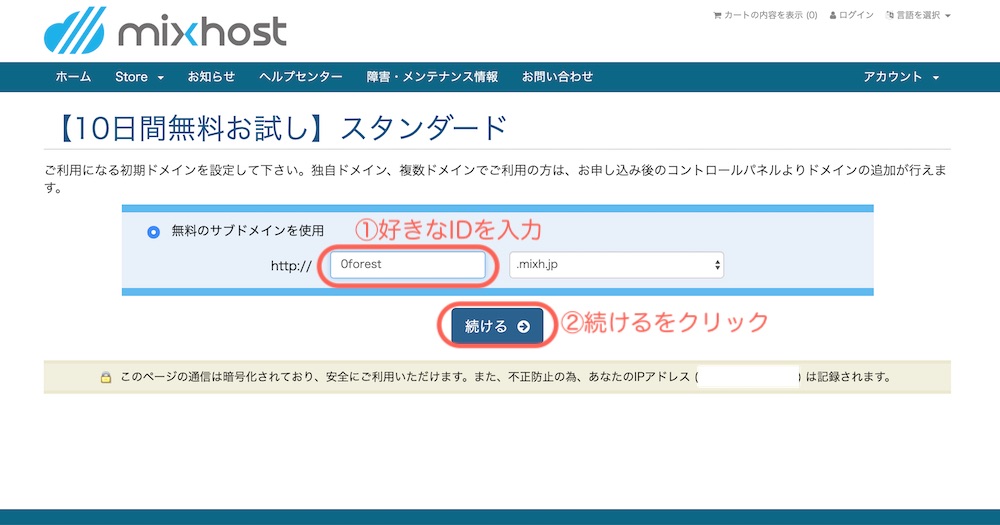 mixhost
カートの内容を表示 (0) ログイン 言語を選択
ホーム Store お知らせ ヘルプセンター 障害・メンテナンス情報 お問い合わせ アカウント
【10日間無料お試し】スタンダード
ご利用になる初期ドメインを設定して下さい。独自ドメイン、複数ドメインでご利用の方は、お申し込み後のコントロールパネルよりドメインの追加が行えま
す。
無料のサブドメインを使用 ①好きなIDを入力
http:// 0forest .mixh.jp
続ける ②続けるをクリック
このページの通信は暗号化されており、安全にご利用いただけます。また、不正防止の為、あなたのIPアドレス ( ) は記録されます。